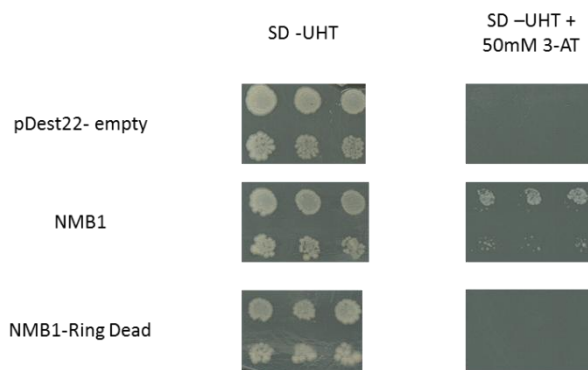 SD -UHT
SD –UHT +
50mM 3-AT
pDest22- empty
NMB1
NMB1-Ring Dead